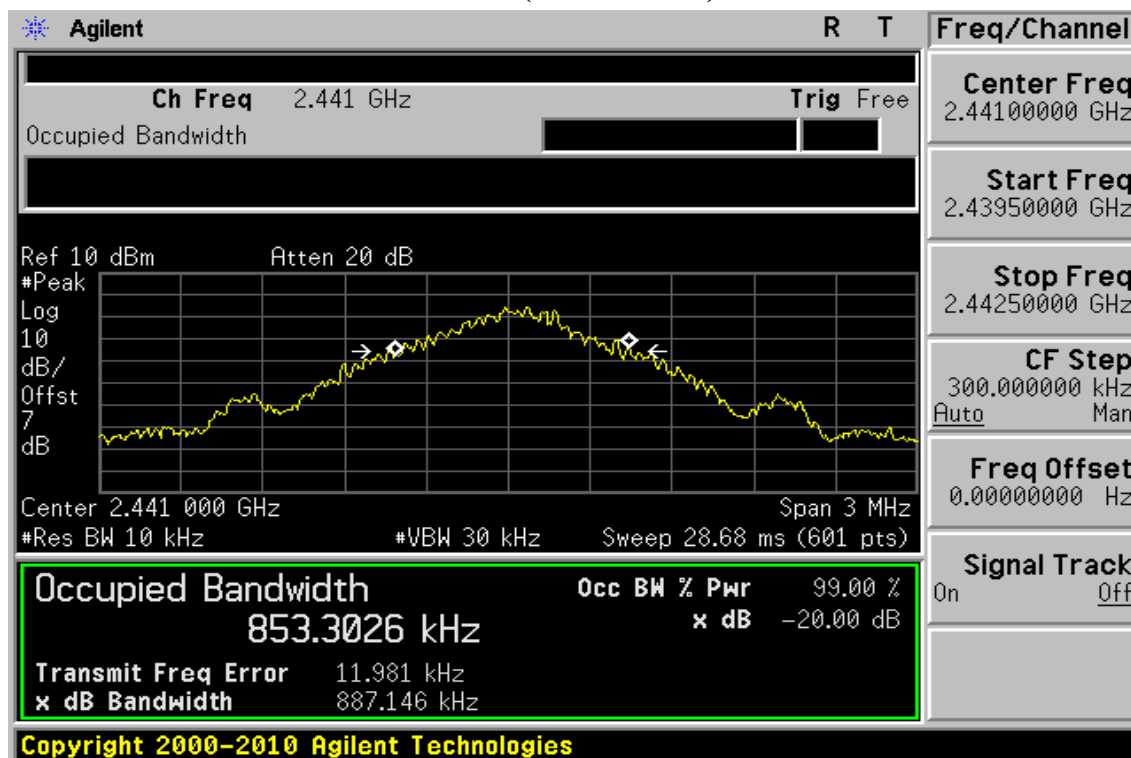 Agilent R T
Freq/Channel
Ch Freq 2.441 GHz Trig Free
Occupied Bandwidth
Center Freq
2.44100000 GHz
Start Freq
2.43950000 GHz
Stop Freq
2.44250000 GHz
CF Step
300.000000 kHz
Auto Man
Freq Offset
0.00000000 Hz
Signal Track
On Off
Ref 10 dBm Atten 20 dB
#Peak
Log
10
dB/
Offst
7
dB
Center 2.441 000 GHz Span 3 MHz
#Res BW 10 kHz #VBW 30 kHz Sweep 28.68 ms (601 pts)
Occupied Bandwidth Occ BW % Pwr 99.00 %
853.3026 kHz x dB -20.00 dB
Transmit Freq Error 11.981 kHz
x dB Bandwidth 887.146 kHz
Copyright 2000-2010 Agilent Technologies